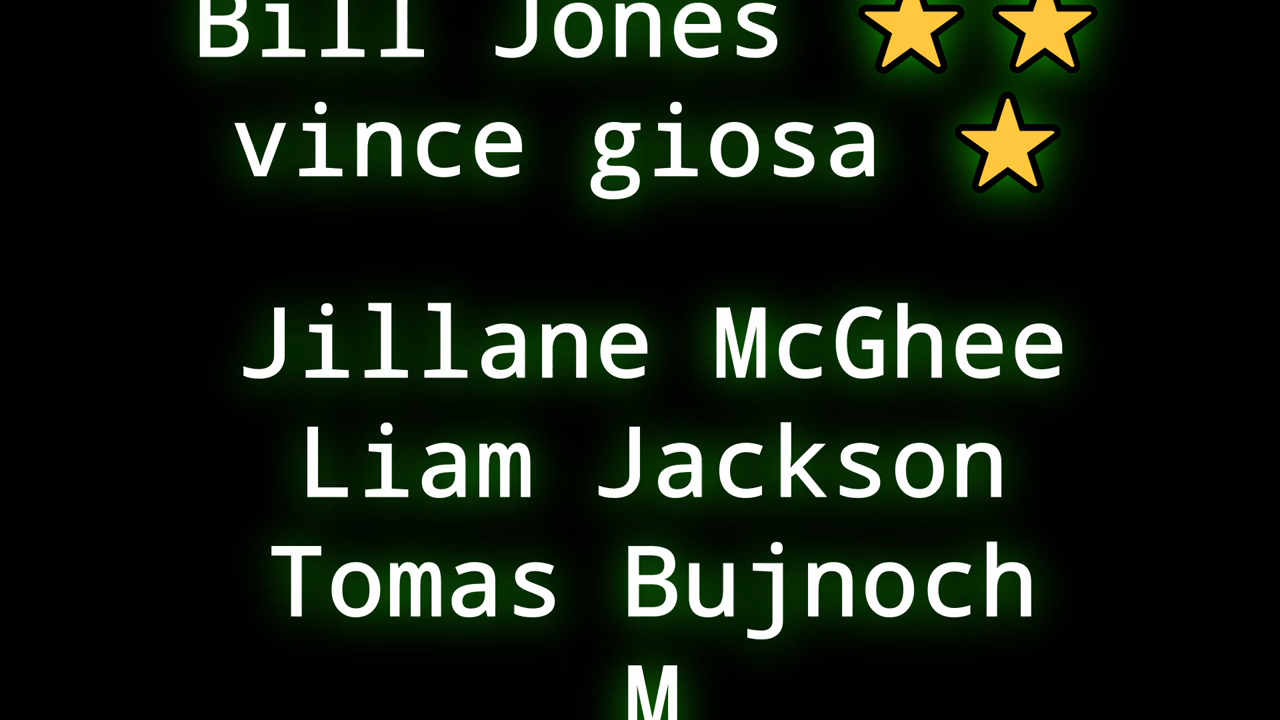 Bill Jones ⭐ ⭐
vince giosa ⭐
Jillane McGhee
Liam Jackson
Tomas Bujnoch
M